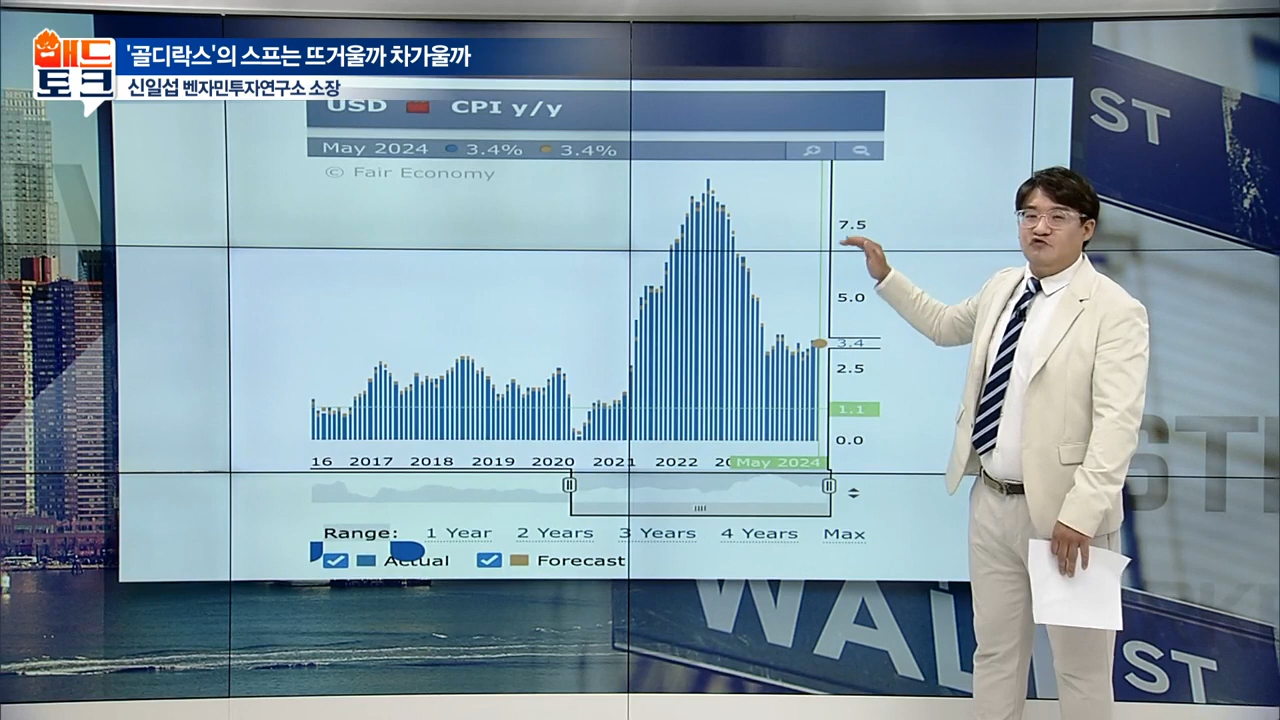 매드
토크
'골디락스'의 스프는 뜨거울까 차가울까
신일섭 벤자민투자연구소 소장
USD CPI y/y
May 2024 3.4% 3.4%
© Fair Economy
7.5
5.0
3.4
2.5
1.1
0.0
16 2017 2018 2019 2020 2021 2022 20 May 2024
Range: 1 Year 2 Years 3 Years 4 Years Max
Actual Forecast
ST
WALL ST